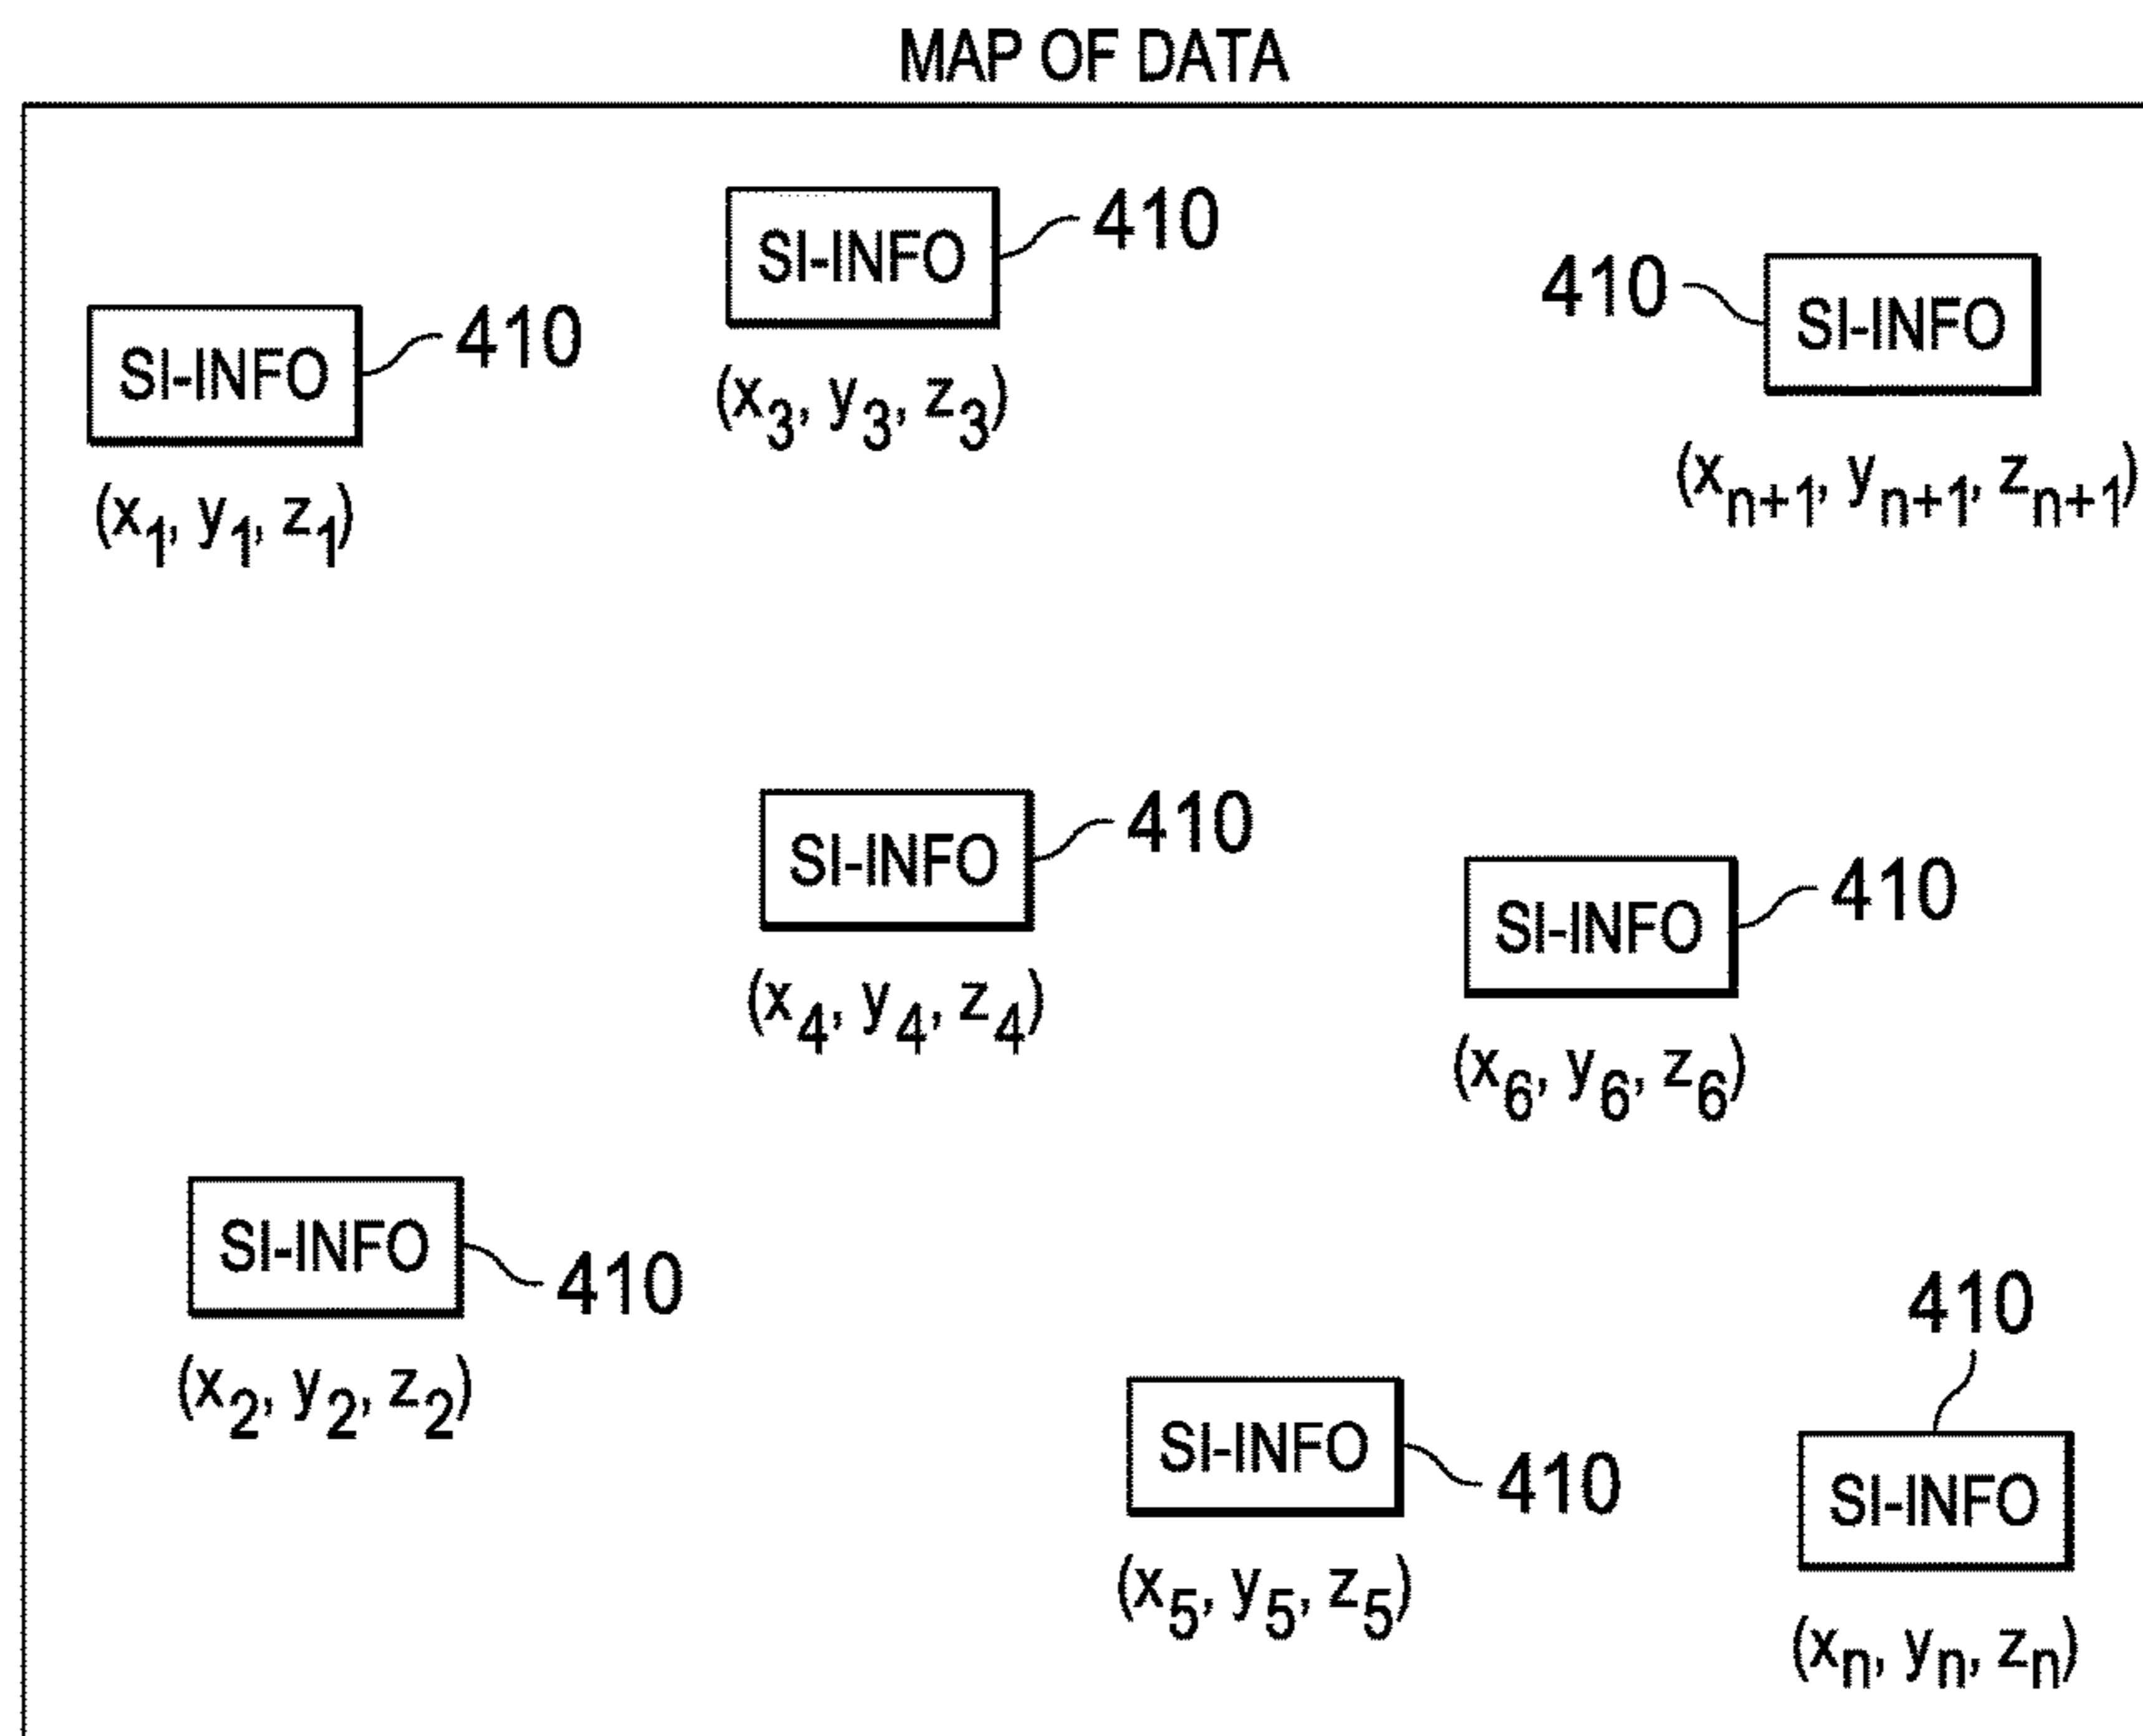 MAP OF DATA
SI-INFO 410
(x₃, y₃, z₃)
410 SI-INFO
(xₙ₊₁, yₙ₊₁, zₙ₊₁)
SI-INFO 410
(x₁, y₁, z₁)
SI-INFO 410
(x₄, y₄, z₄)
SI-INFO 410
(x₆, y₆, z₆)
SI-INFO 410
(x₂, y₂, z₂)
SI-INFO 410
(x₅, y₅, z₅)
410
SI-INFO
(xₙ, yₙ, zₙ)